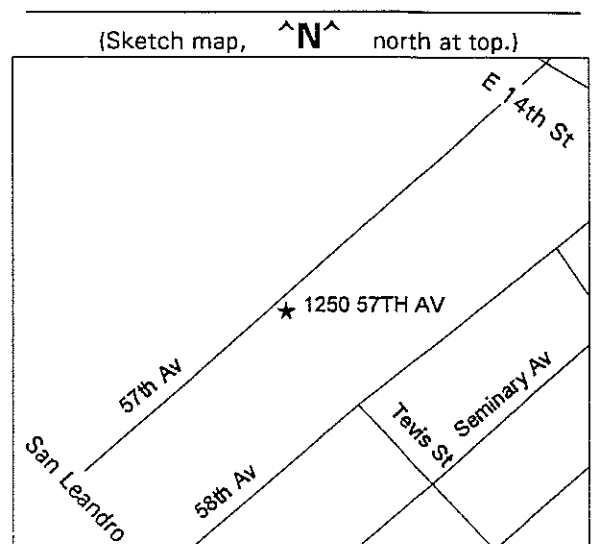 (Sketch map, ^N^ north at top.)
E 14th St
★ 1250 57TH AV
57th Av
Tevis St
Seminary Av
San Leandro
58th Av